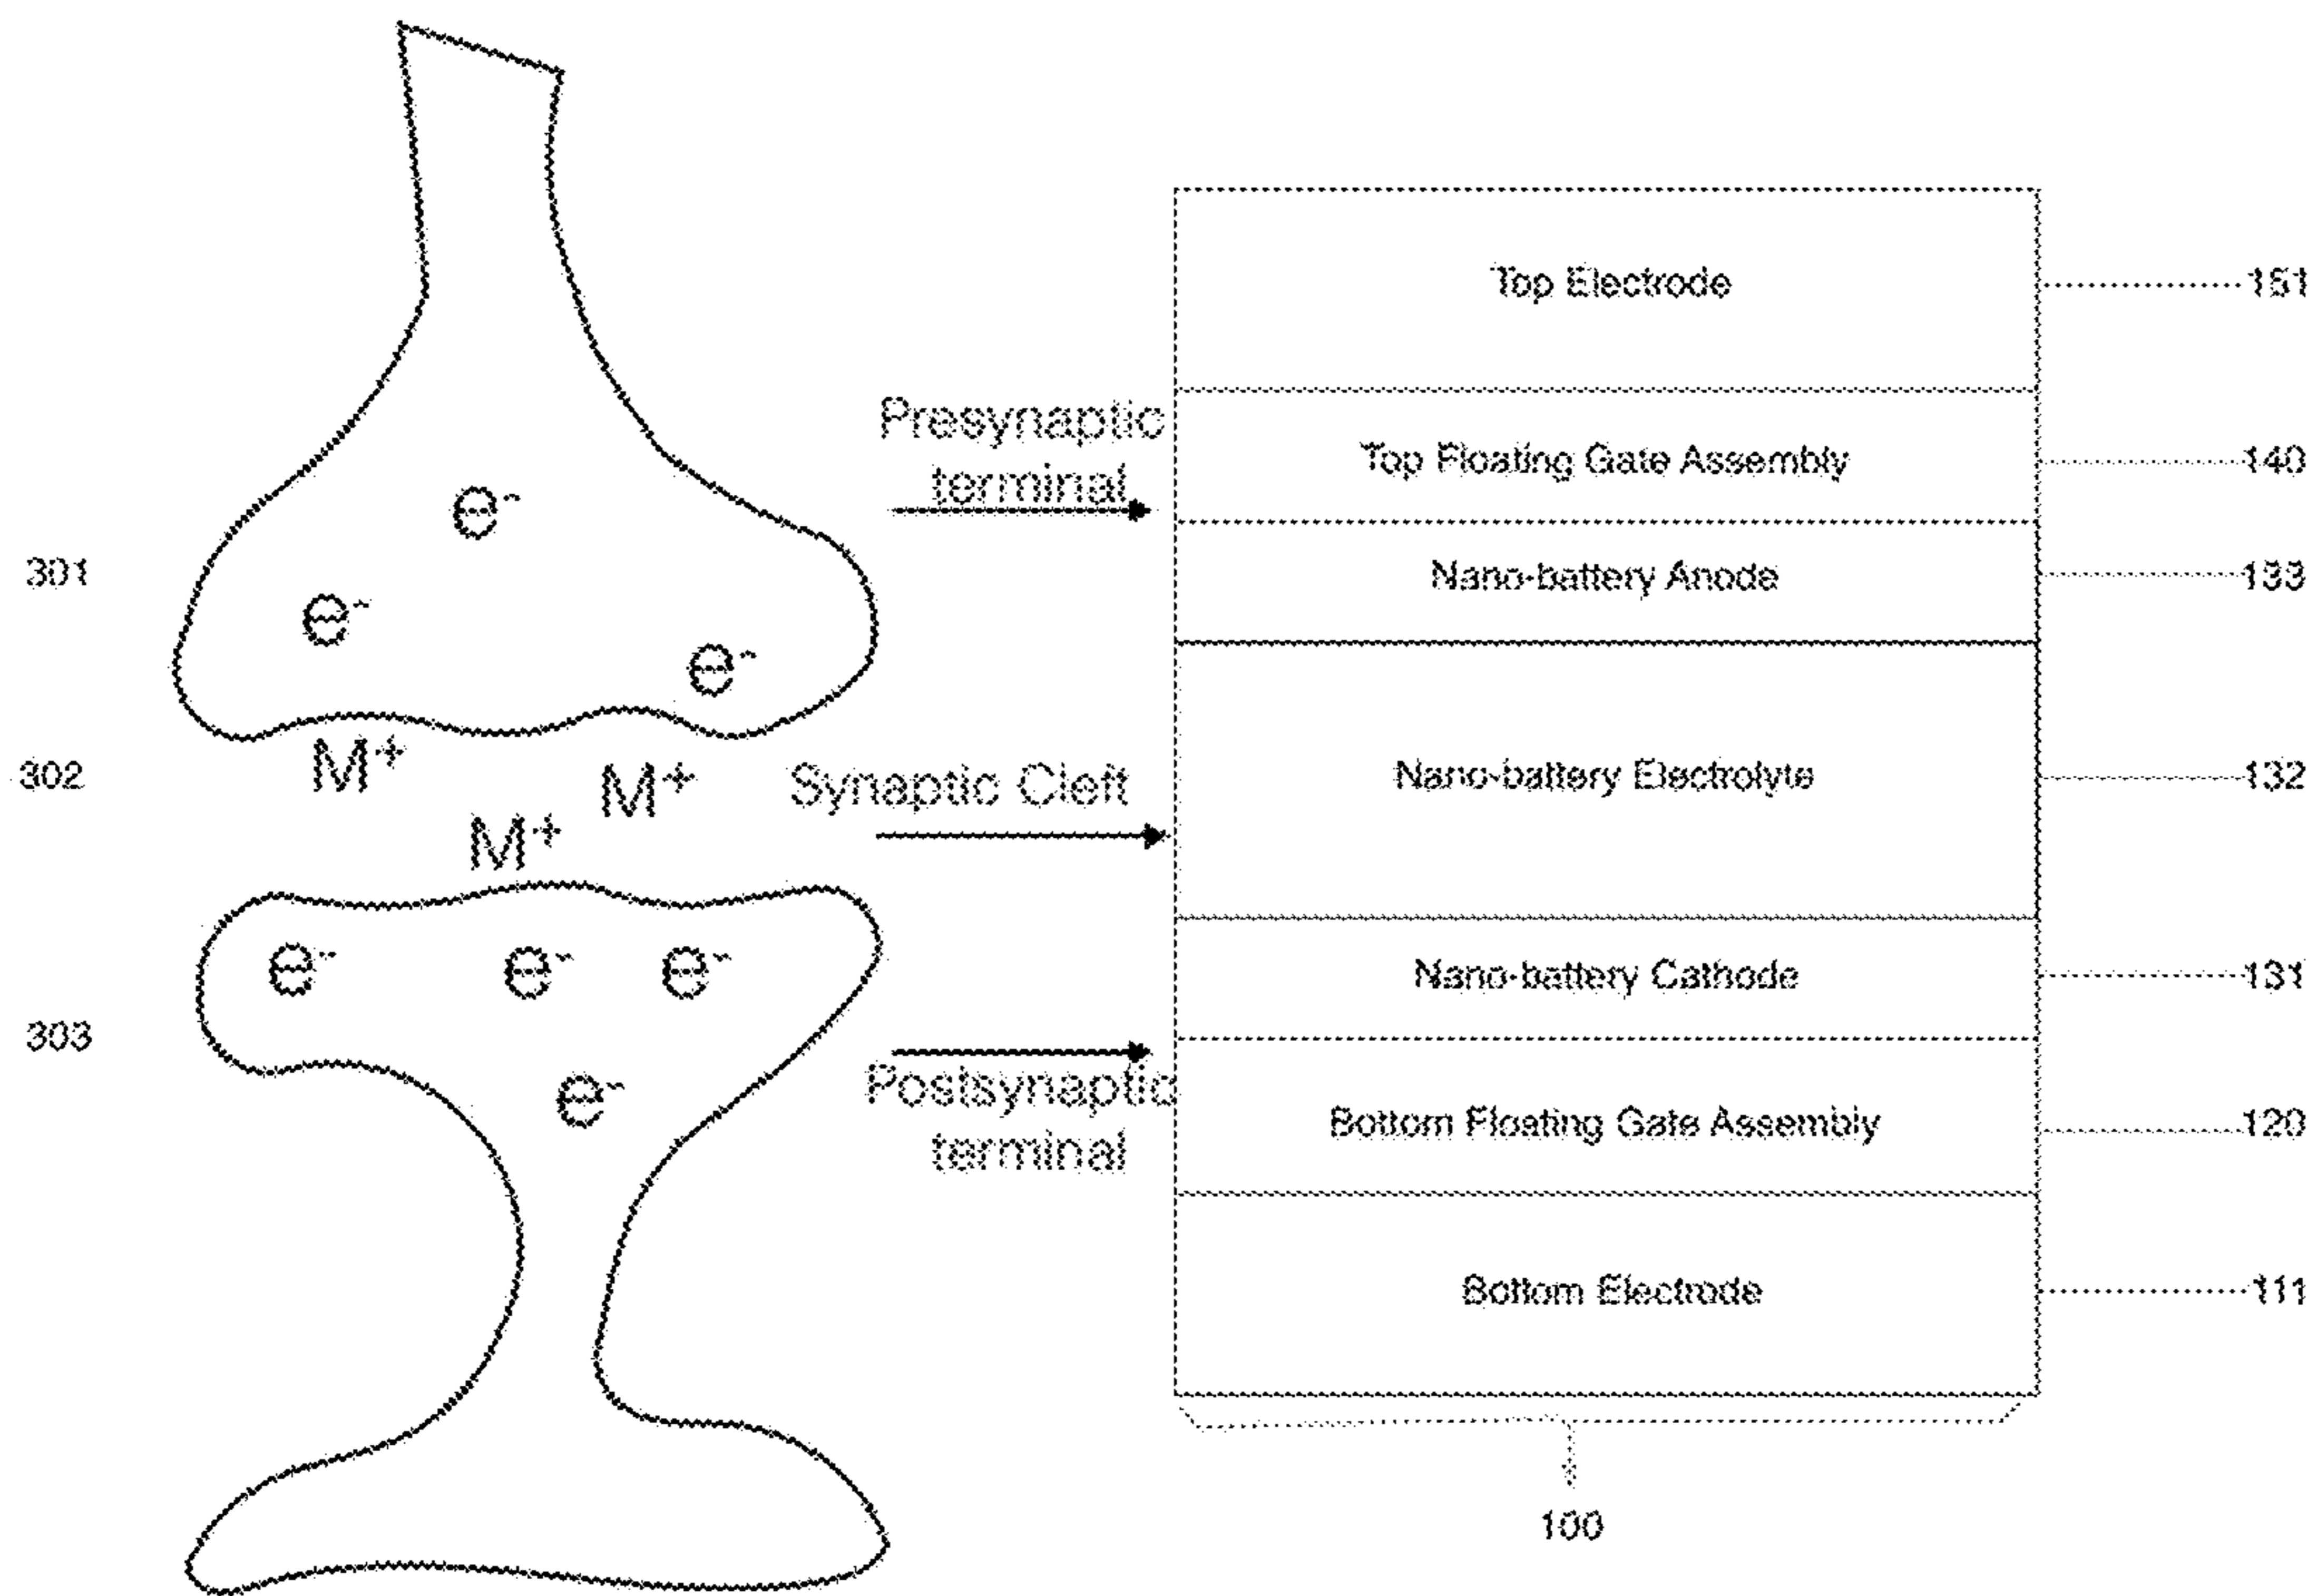 Top Electrode
151
Presynaptic
terminal
Top Floating Gate Assembly
140
e-
301
Nano-battery Anode
133
e-
e-
M+
302
M+
Synaptic Cleft
Nano-battery Electrolyte
132
M+
e-
e-
e-
Nano-battery Cathode
131
303
Postsynaptic
terminal
e-
Bottom Floating Gate Assembly
120
Bottom Electrode
111
100